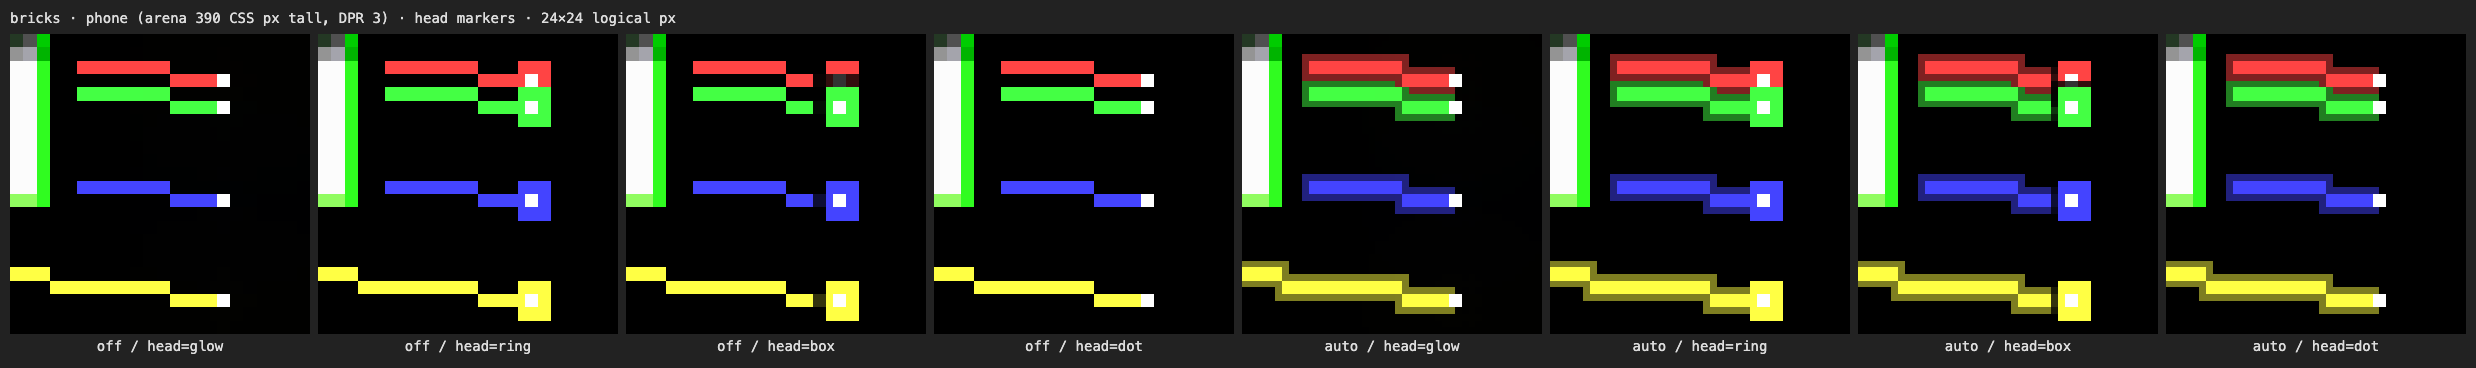 bricks · phone (arena 390 CSS px tall, DPR 3) · head markers · 24×24 logical px
off / head=glow
off / head=ring
off / head=box
off / head=dot
auto / head=glow
auto / head=ring
auto / head=box
auto / head=dot